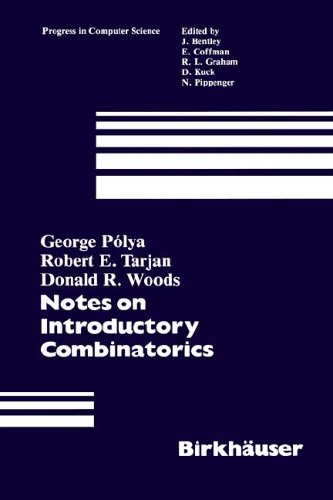 Progress in Computer Science
Edited by
J. Bentley
E. Coffman
R. L. Graham
D. Kuck
N. Pippenger
George Pólya
Robert E. Tarjan
Donald R. Woods
Notes on
Introductory
Combinatorics
Birkhäuser